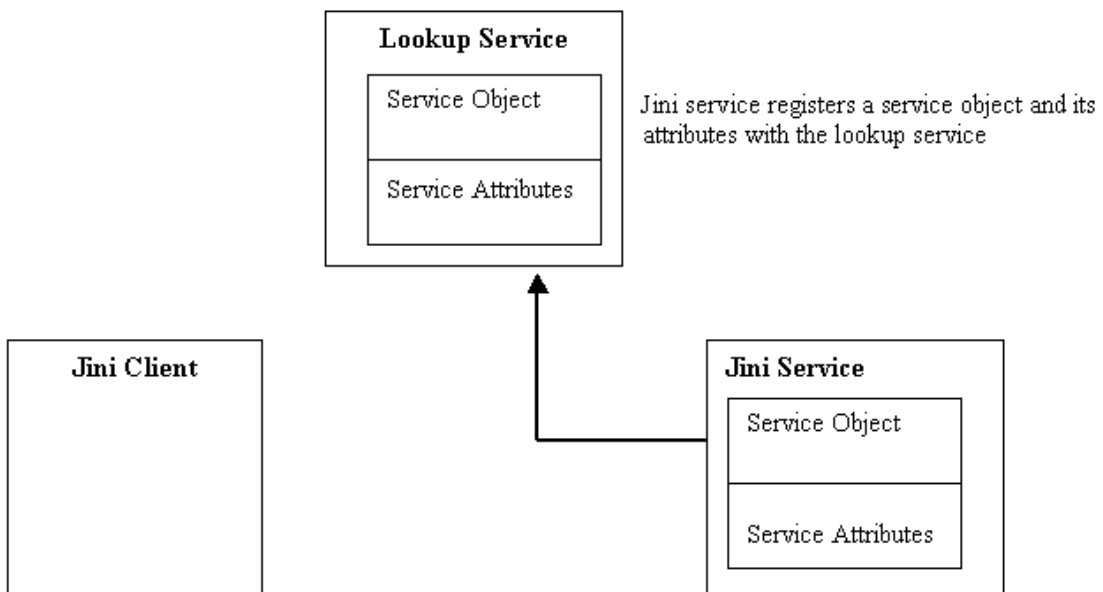 Lookup Service
Service Object
Service Attributes
Jini service registers a service object and its
attributes with the lookup service
Jini Client
Jini Service
Service Object
Service Attributes